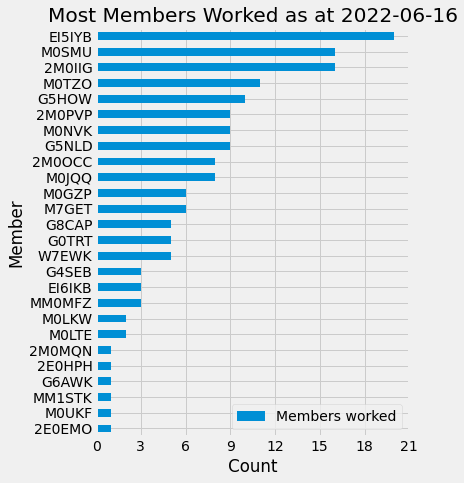 Most Members Worked as at 2022-06-16
EI5IYB
M0SMU
2M0IIG
M0TZO
G5HOW
2M0PVP
M0NVK
G5NLD
2M0OCC
M0JQQ
M0GZP
M7GET
G8CAP
G0TRT
W7EWK
G4SEB
EI6IKB
MM0MFZ
M0LKW
M0LTE
2M0MQN
2E0HPH
G6AWK
MM1STK
M0UKF
2E0EMO
Member
Members worked
0 3 6 9 12 15 18 21
Count